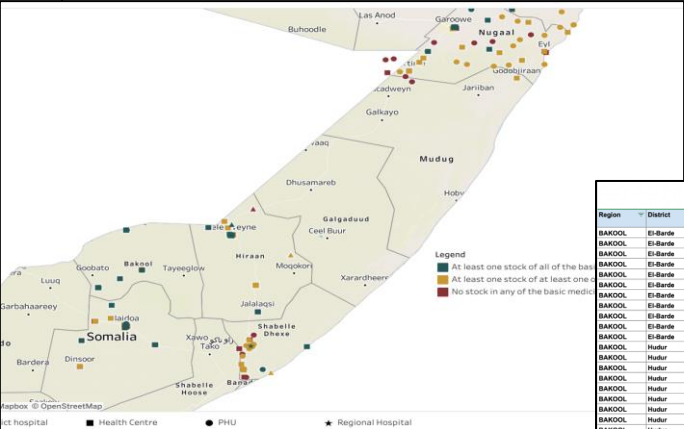 Las Anod
Garoowe
Buhoodle
Nugaal
Eyl
Godobjiraan
cadweyn
Jariiban
Galkayo
Mudug
Dhusamareb
Hoby
Galgaduud
Ceel Buur
Hiraan
Goobato
Bakool
Tayeeglow
Moqokori
Xarardheere
Luuq
Garbahaarey
Jalalaqsi
Shabelle
Dhexe
Somalia
Xawo
Tako
Bardera
Dinsoor
Shabelle
Hoose
Legend
At least one stock of all of the bas
At least one stock of at least one o
No stock in any of the basic medici
Mapbox © OpenStreetMap
ict hospital
Health Centre
PHU
Regional Hospital
Region
District
BAKOOL El-Barde
BAKOOL El-Barde
BAKOOL El-Barde
BAKOOL El-Barde
BAKOOL El-Barde
BAKOOL El-Barde
BAKOOL El-Barde
BAKOOL El-Barde
BAKOOL El-Barde
BAKOOL El-Barde
BAKOOL El-Barde
BAKOOL Hudur
BAKOOL Hudur
BAKOOL Hudur
BAKOOL Hudur
BAKOOL Hudur
BAKOOL Hudur
BAKOOL Hudur
BAKOOL Hudur